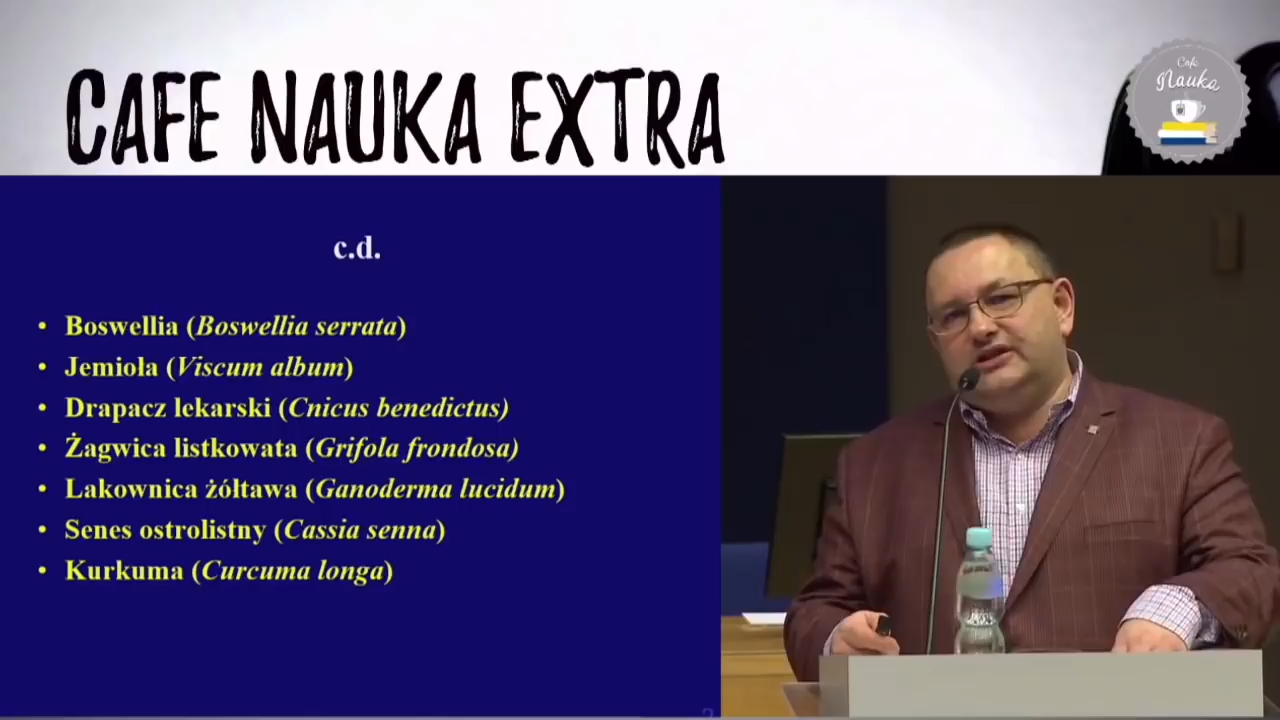 CAFE NAUKA EXTRA
Cafe
Nauka
c.d.
• Boswellia (Boswellia serrata)
• Jemioła (Viscum album)
• Drapacz lekarski (Cnicus benedictus)
• Żagwica listkowata (Grifola frondosa)
• Lakownica żółtawa (Ganoderma lucidum)
• Senes ostrolistny (Cassia senna)
• Kurkuma (Curcuma longa)